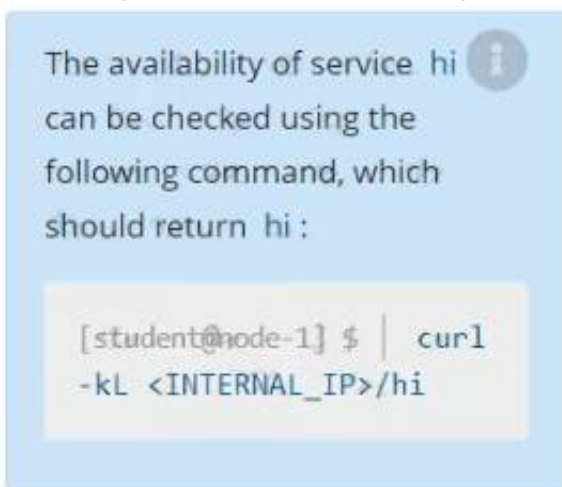 The availability of service hi
can be checked using the
following command, which
should return hi :
[student@node-1] $ | curl
-kL <INTERNAL_IP>/hi